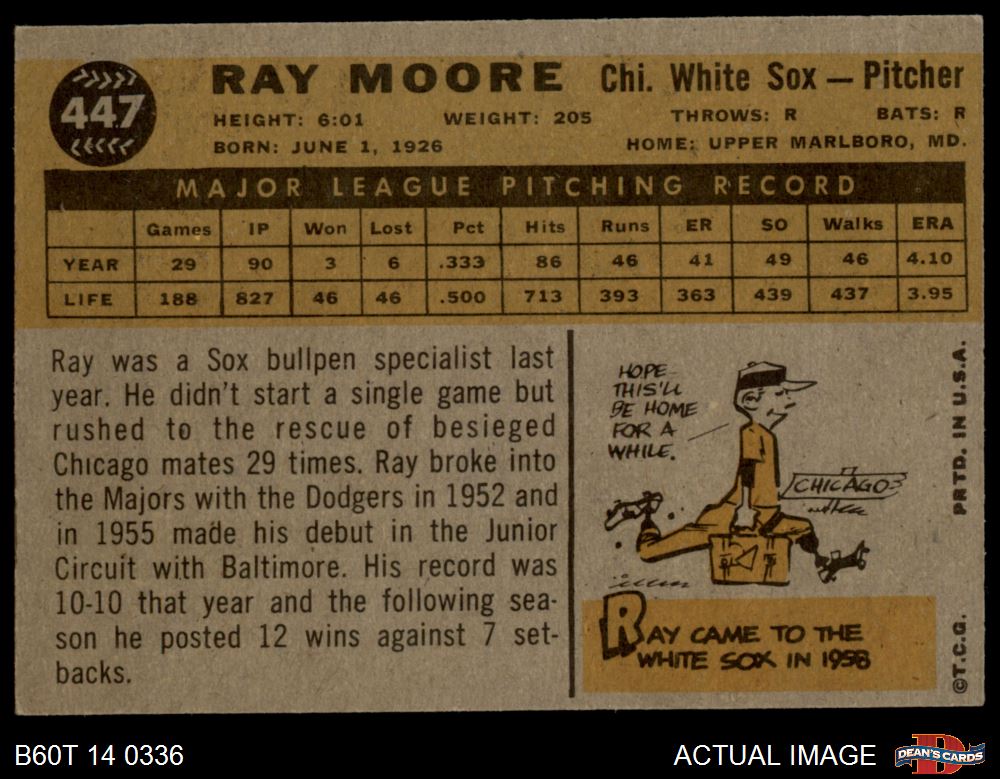 447
RAY MOORE Chi. White Sox — Pitcher
HEIGHT: 6:01 WEIGHT: 205 THROWS: R BATS: R
BORN: JUNE 1, 1926 HOME: UPPER MARLBORO, MD.
MAJOR LEAGUE PITCHING RECORD
Games IP Won Lost Pct Hits Runs ER SO Walks ERA
YEAR 29 90 3 6 .333 86 46 41 49 46 4.10
LIFE 188 827 46 46 .500 713 393 363 439 437 3.95
Ray was a Sox bullpen specialist last
year. He didn't start a single game but
rushed to the rescue of besieged
Chicago mates 29 times. Ray broke into
the Majors with the Dodgers in 1952 and
in 1955 made his debut in the Junior
Circuit with Baltimore. His record was
10-10 that year and the following sea-
son he posted 12 wins against 7 set-
backs.
HOPE
THIS'LL
BE HOME
FOR A
WHILE.
CHICAGO
RAY CAME TO THE
WHITE SOX IN 1958
©T.C.G. PRTD. IN U.S.A.
B60T 14 0336 ACTUAL IMAGE DEAN'S CARDS